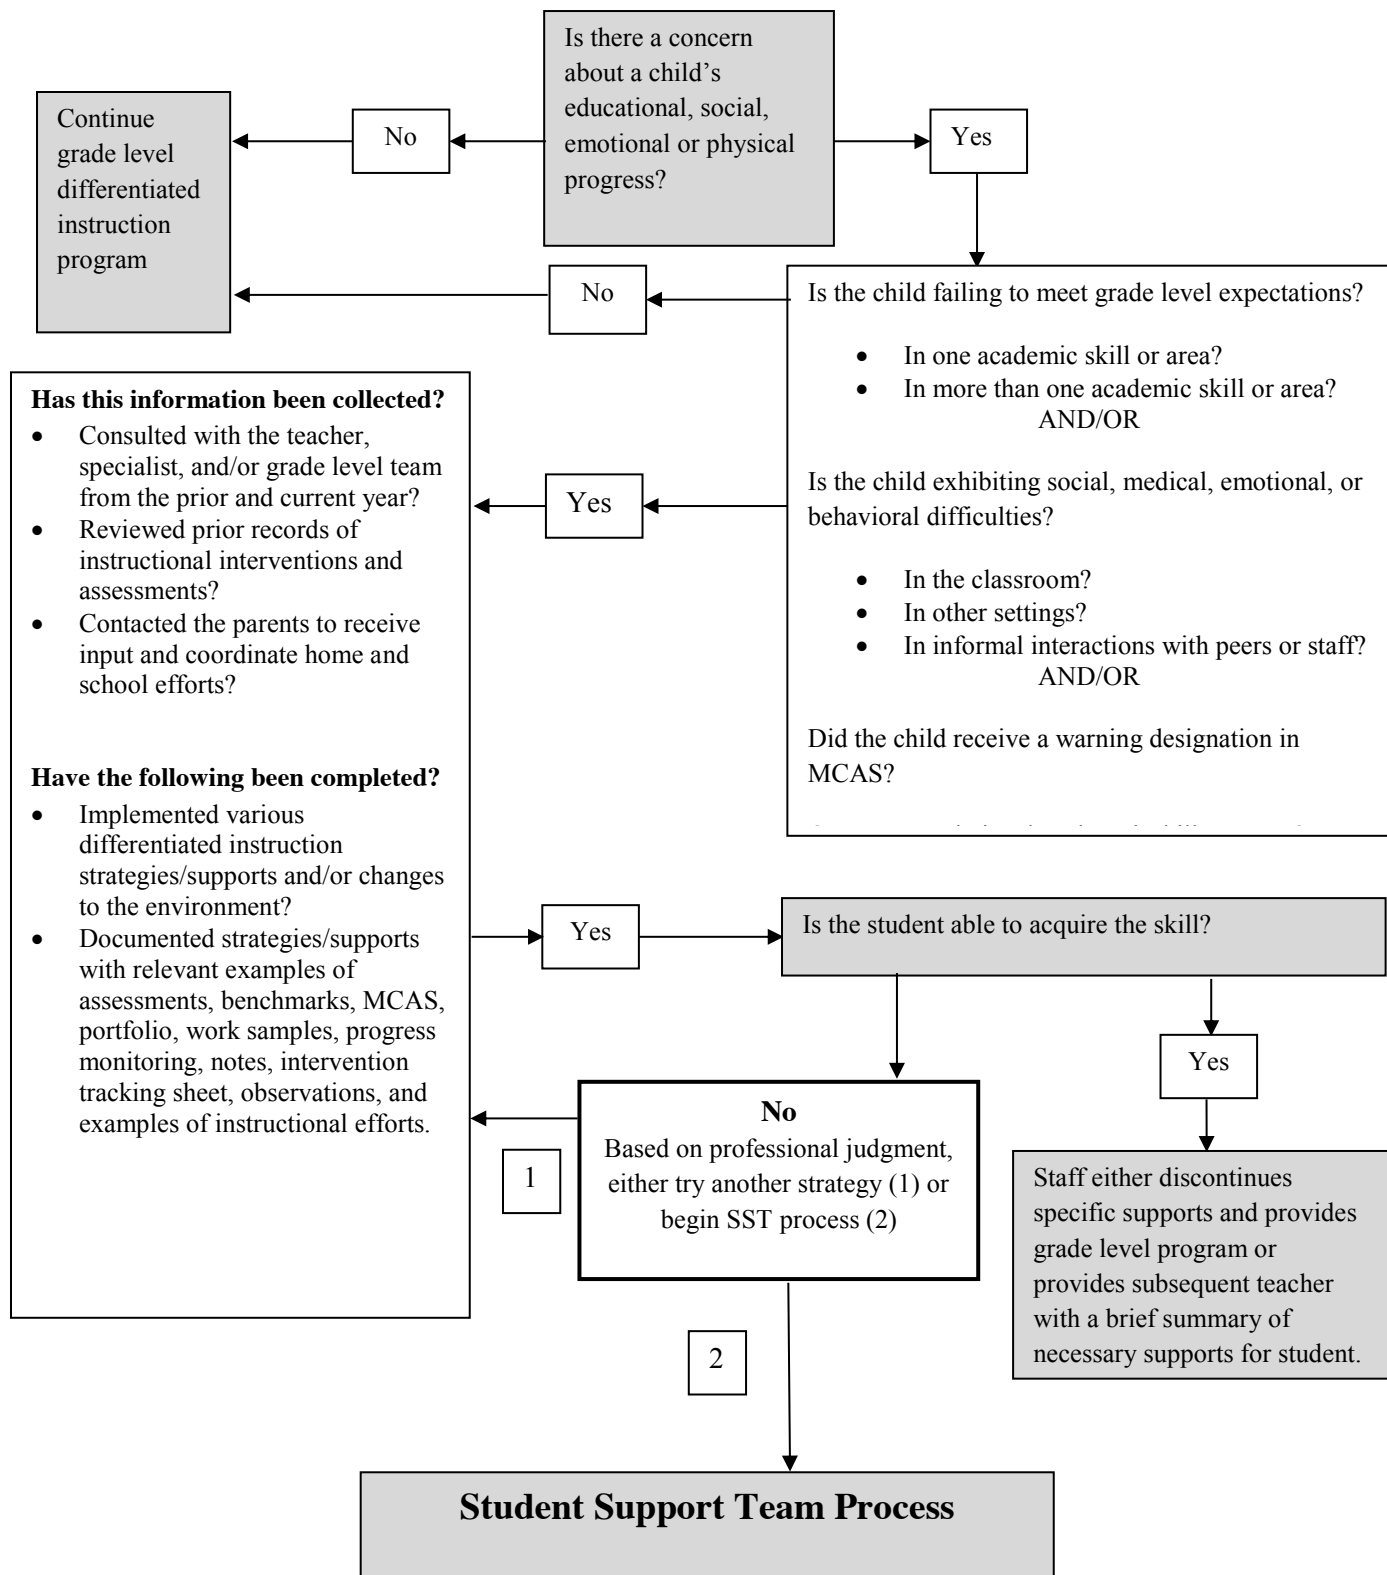 Is there a concern
about a child's
educational, social,
emotional or physical
progress?
No
Yes
Continue
grade level
differentiated
instruction
program
No
Is the child failing to meet grade level expectations?
• In one academic skill or area?
• In more than one academic skill or area?
AND/OR
Is the child exhibiting social, medical, emotional, or
behavioral difficulties?
• In the classroom?
• In other settings?
• In informal interactions with peers or staff?
AND/OR
Did the child receive a warning designation in
MCAS?
Yes
Has this information been collected?
• Consulted with the teacher,
specialist, and/or grade level team
from the prior and current year?
• Reviewed prior records of
instructional interventions and
assessments?
• Contacted the parents to receive
input and coordinate home and
school efforts?
Have the following been completed?
• Implemented various
differentiated instruction
strategies/supports and/or changes
to the environment?
• Documented strategies/supports
with relevant examples of
assessments, benchmarks, MCAS,
portfolio, work samples, progress
monitoring, notes, intervention
tracking sheet, observations, and
examples of instructional efforts.
Yes
Is the student able to acquire the skill?
Yes
No
Based on professional judgment,
either try another strategy (1) or
begin SST process (2)
1
Staff either discontinues
specific supports and provides
grade level program or
provides subsequent teacher
with a brief summary of
necessary supports for student.
2
Student Support Team Process